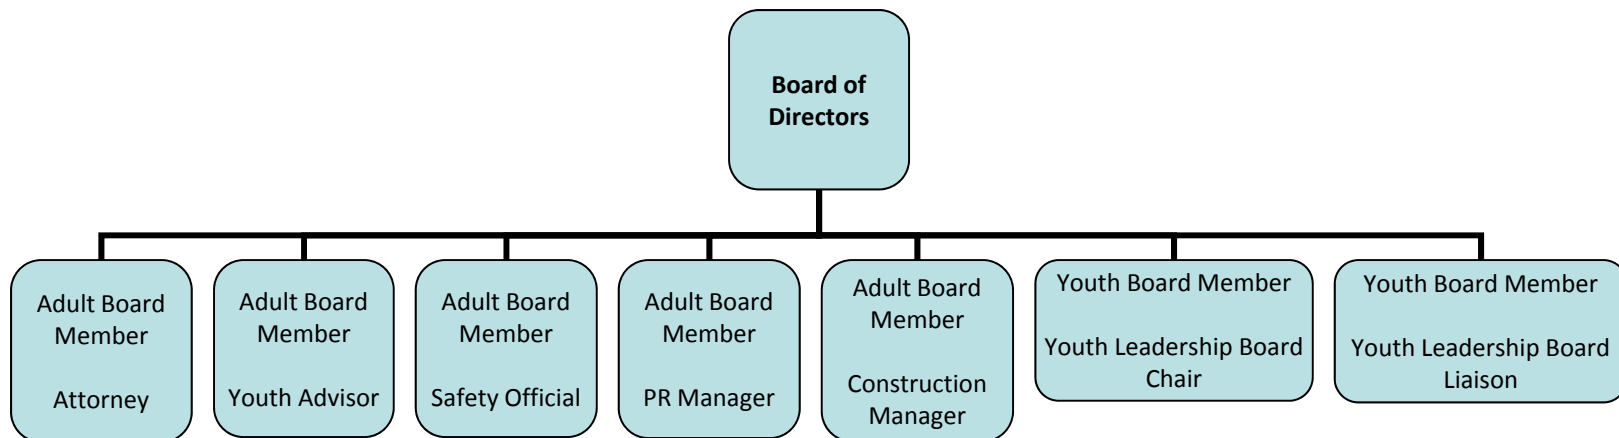 Board of
Directors
Adult Board
Member
Attorney
Adult Board
Member
Youth Advisor
Adult Board
Member
Safety Official
Adult Board
Member
PR Manager
Adult Board
Member
Construction
Manager
Youth Board Member
Youth Leadership Board
Chair
Youth Board Member
Youth Leadership Board
Liaison